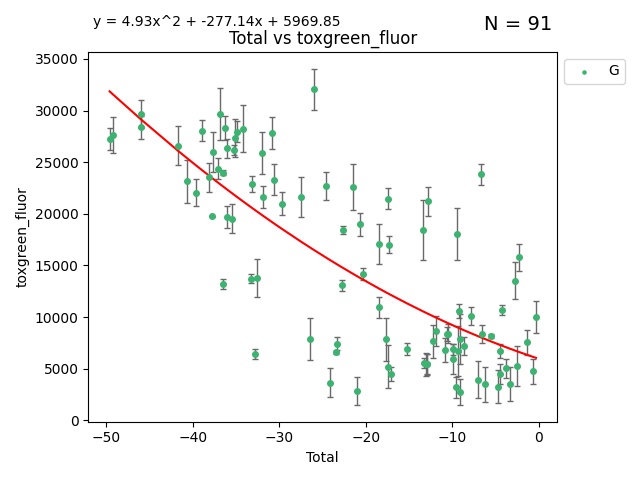 y = 4.93x^2 + -277.14x + 5969.85
N = 91
Total vs toxgreen_fluor
G
toxgreen_fluor
35000
30000
25000
20000
15000
10000
5000
0
−50
−40
−30
−20
−10
0
Total